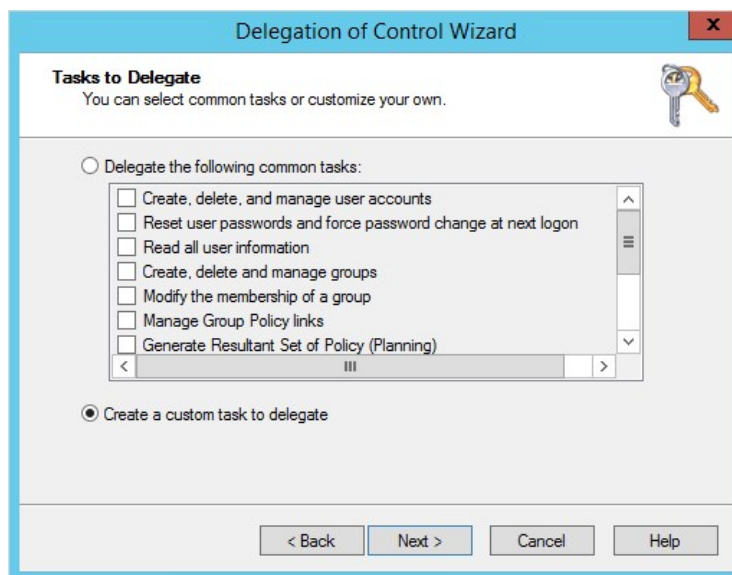 Delegation of Control Wizard
x
Tasks to Delegate
You can select common tasks or customize your own.
Delegate the following common tasks:
Create, delete, and manage user accounts
Reset user passwords and force password change at next logon
Read all user information
Create, delete and manage groups
Modify the membership of a group
Manage Group Policy links
Generate Resultant Set of Policy (Planning)
Create a custom task to delegate
< Back Next > Cancel Help